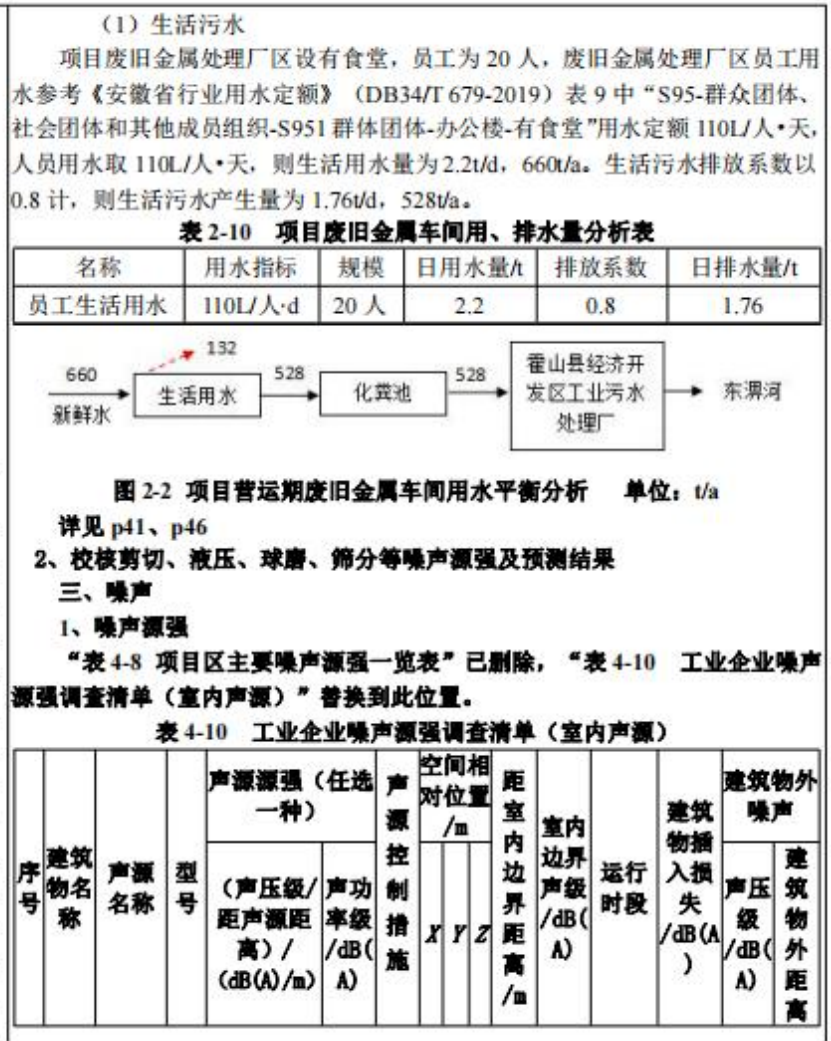 （1）生活污水
项目废旧金属处理厂区设有食堂，员工为 20 人，废旧金属处理厂区员工用
水参考《安徽省行业用水定额》（DB34/T 679-2019）表 9 中“S95-群众团体、
社会团体和其他成员组织-S951 群体团体-办公楼-有食堂”用水定额 110L/人•天，
人员用水取 110L/人•天，则生活用水量为2.2t/d，660t/a。生活污水排放系数以
0.8 计，则生活污水产生量为 1.76t/d，528t/a。
表 2-10 项目废旧金属车间用、排水量分析表
名称 用水指标 规模 日用水量/t 排放系数 日排水量/t
员工生活用水 110L/人·d 20 人 2.2 0.8 1.76
132
660
新鲜水
生活用水
528
化粪池
528
霍山县经济开
发区工业污水
处理厂
东淠河
图 2-2 项目营运期废旧金属车间用水平衡分析 单位：t/a
详见 p41、p46
2、校核剪切、液压、球磨、筛分等噪声源强及预测结果
三、噪声
1、噪声源强
“表 4-8 项目区主要噪声源强一览表”已删除，“表 4-10 工业企业噪声
源强调查清单（室内声源）”替换到此位置。
表 4-10 工业企业噪声源强调查清单（室内声源）
序
号
建筑
物名
称
声源
名称
型
号
声源源强（任选
一种）
（声压级/
距声源距
离）/
(dB(A)/m)
声功
率级
/dB(
A)
声
源
控
制
措
施
空间相
对位置
/m
X Y Z
距
室
内
边
界
距
离
/m
室内
边界
声级
/dB(
A)
运行
时段
建筑
物插
入损
失
/dB(A
)
建筑物外
噪声
声压
级
/dB(
A)
建
筑
物
外
距
离